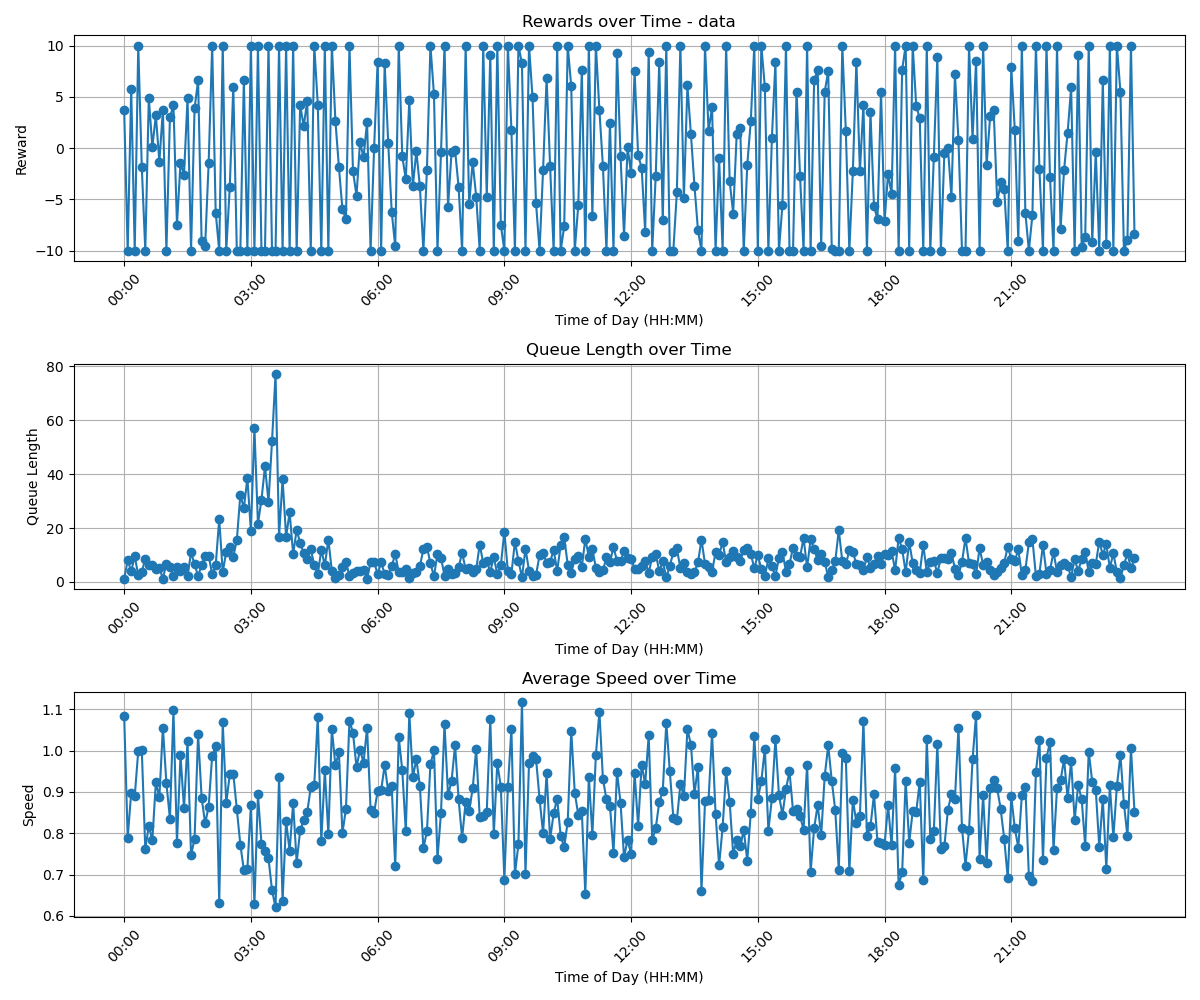 Rewards over Time - data
10
5
0
−5
−10
Reward
00:00 03:00 06:00 09:00 12:00 15:00 18:00 21:00
Time of Day (HH:MM)
Queue Length over Time
80
60
40
20
0
Queue Length
00:00 03:00 06:00 09:00 12:00 15:00 18:00 21:00
Time of Day (HH:MM)
Average Speed over Time
1.1
1.0
0.9
0.8
0.7
0.6
Speed
00:00 03:00 06:00 09:00 12:00 15:00 18:00 21:00
Time of Day (HH:MM)